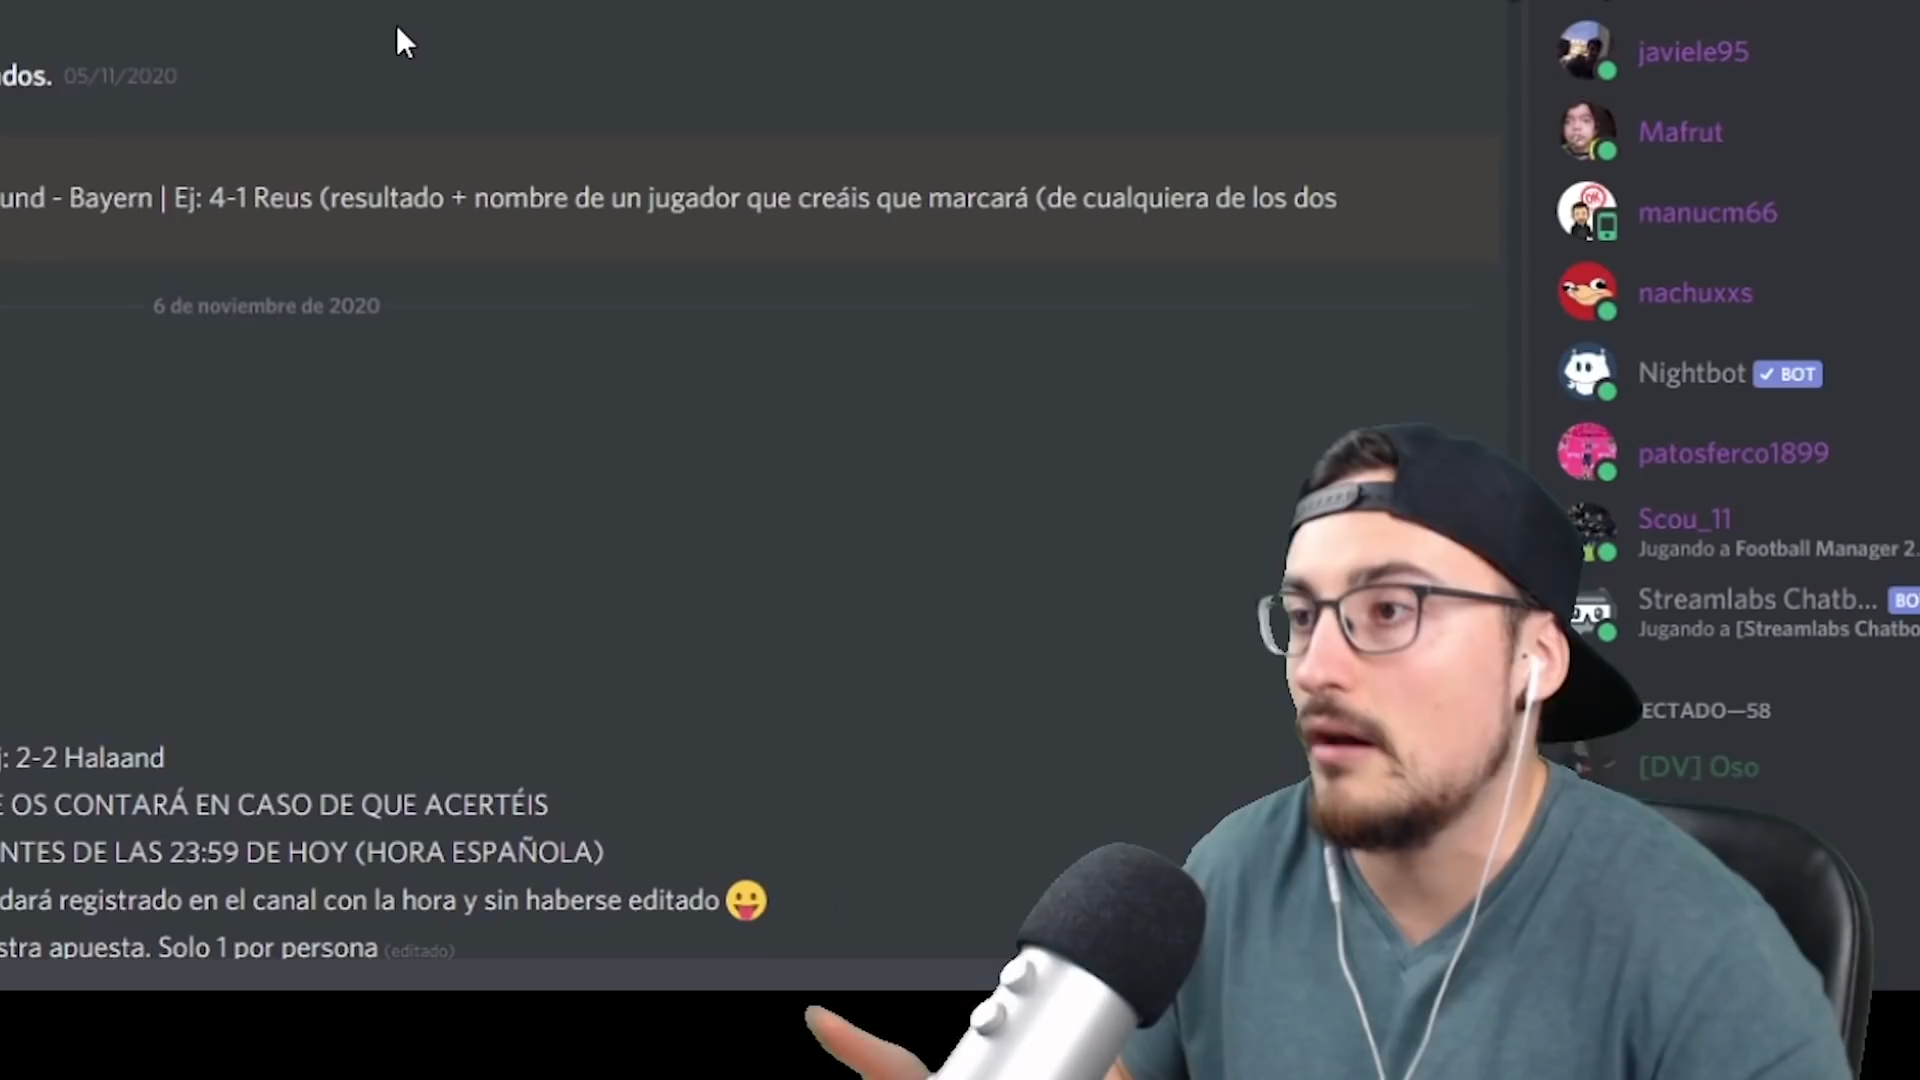 dos. 05/11/2020
und - Bayern | Ej: 4-1 Reus (resultado + nombre de un jugador que creáis que marcará (de cualquiera de los dos
6 de noviembre de 2020
j: 2-2 Halaand
E OS CONTARÁ EN CASO DE QUE ACERTÉIS
NTES DE LAS 23:59 DE HOY (HORA ESPAÑOLA)
dará registrado en el canal con la hora y sin haberse editado
stra apuesta. Solo 1 por persona (editado)
javiele95
Mafrut
manucm66
nachuxxs
Nightbot BOT
patosferco1899
Scou_11
Jugando a Football Manager 2...
Streamlabs Chatb... BO
Jugando a [Streamlabs Chatbo
ECTADO—58
[DV] Oso